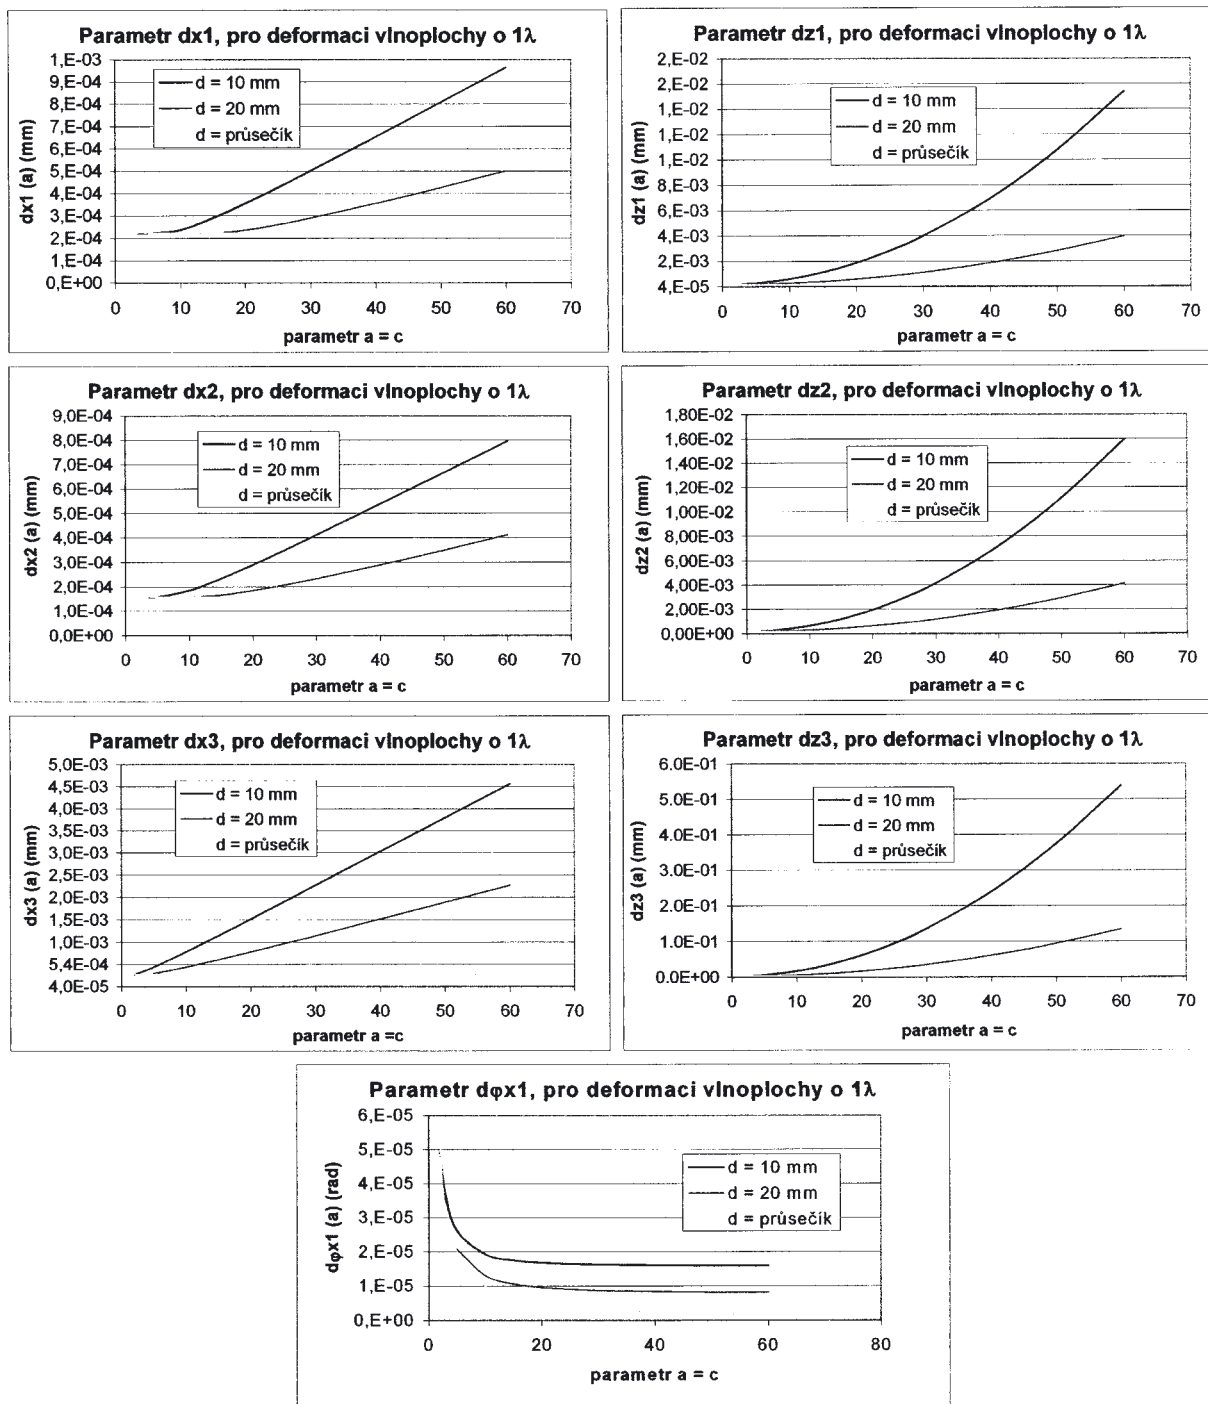 Parametr dx1, pro deformaci vlnoplochy o 1λ
1,E-03
9,E-04
8,E-04
7,E-04
6,E-04
5,E-04
4,E-04
3,E-04
2,E-04
1,E-04
0,E+00
dx1 (a) (mm)
d = 10 mm
d = 20 mm
d = průsečík
0 10 20 30 40 50 60 70
parametr a = c
Parametr dz1, pro deformaci vlnoplochy o 1λ
2,E-02
2,E-02
1,E-02
1,E-02
1,E-02
8,E-03
6,E-03
4,E-03
2,E-03
4,E-05
dz1 (a) (mm)
d = 10 mm
d = 20 mm
d = průsečík
0 10 20 30 40 50 60 70
parametr a = c
Parametr dx2, pro deformaci vlnoplochy o 1λ
9,0E-04
8,0E-04
7,0E-04
6,0E-04
5,0E-04
4,0E-04
3,0E-04
2,0E-04
1,0E-04
0,0E+00
dx2 (a) (mm)
d = 10 mm
d = 20 mm
d = průsečík
0 10 20 30 40 50 60 70
parametr a = c
Parametr dz2, pro deformaci vlnoplochy o 1λ
1,80E-02
1,60E-02
1,40E-02
1,20E-02
1,00E-02
8,00E-03
6,00E-03
4,00E-03
2,00E-03
0,00E+00
dz2 (a) (mm)
d = 10 mm
d = 20 mm
d = průsečík
0 10 20 30 40 50 60 70
parametr a = c
Parametr dx3, pro deformaci vlnoplochy o 1λ
5,0E-03
4,5E-03
4,0E-03
3,5E-03
3,0E-03
2,5E-03
2,0E-03
1,5E-03
1,0E-03
5,4E-04
4,0E-05
dx3 (a) (mm)
d = 10 mm
d = 20 mm
d = průsečík
0 10 20 30 40 50 60 70
parametr a =c
Parametr dz3, pro deformaci vlnoplochy o 1λ
6.0E-01
5.0E-01
4.0E-01
3.0E-01
2.0E-01
1.0E-01
0.0E+00
dz3 (a) (mm)
d = 10 mm
d = 20 mm
d = průsečík
0 10 20 30 40 50 60 70
parametr a = c
Parametr dφx1, pro deformaci vlnoplochy o 1λ
6,E-05
5,E-05
4,E-05
3,E-05
2,E-05
1,E-05
0,E+00
dφx1 (a) (rad)
d = 10 mm
d = 20 mm
d = průsečík
0 20 40 60 80
parametr a = c